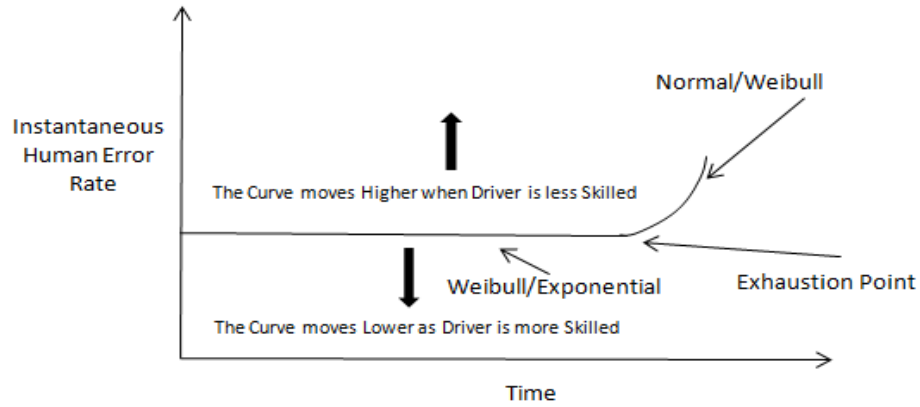 Normal/Weibull
Instantaneous
Human Error
Rate
The Curve moves Higher when Driver is less Skilled
Weibull/Exponential
Exhaustion Point
The Curve moves Lower as Driver is more Skilled
Time